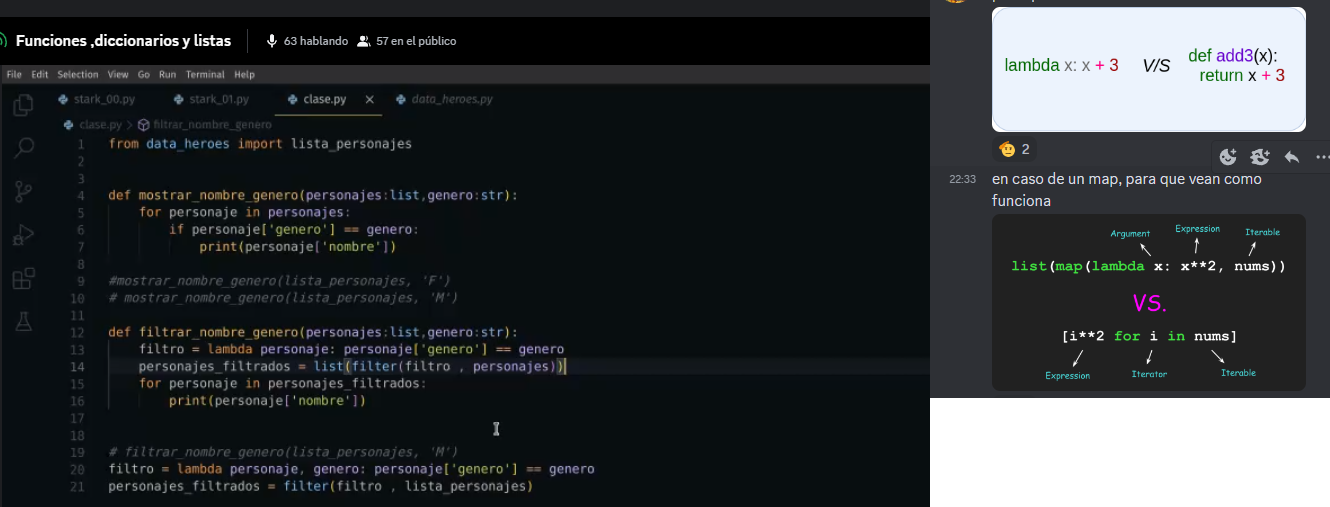 Funciones ,diccionarios y listas
63 hablando
57 en el público
File Edit Selection View Go Run Terminal Help
stark_00.py
stark_01.py
clase.py
data_heroes.py
clase.py > filtrar_nombre_genero
1 from data_heroes import lista_personajes
2
3
4 def mostrar_nombre_genero(personajes:list,genero:str):
5 for personaje in personajes:
6 if personaje['genero'] == genero:
7 print(personaje['nombre'])
8
9 #mostrar_nombre_genero(lista_personajes, 'F')
10 # mostrar_nombre_genero(lista_personajes, 'M')
11
12 def filtrar_nombre_genero(personajes:list,genero:str):
13 filtro = lambda personaje: personaje['genero'] == genero
14 personajes_filtrados = list(filter(filtro , personajes))
15 for personaje in personajes_filtrados:
16 print(personaje['nombre'])
17
18
19 # filtrar_nombre_genero(lista_personajes, 'M')
20 filtro = lambda personaje, genero: personaje['genero'] == genero
21 personajes_filtrados = filter(filtro , lista_personajes)
lambda x: x + 3
V/S
def add3(x):
return x + 3
2
22:33
en caso de un map, para que vean como
funciona
Argument
Expression
Iterable
list(map(lambda x: x**2, nums))
VS.
[i**2 for i in nums]
Expression
Iterator
Iterable